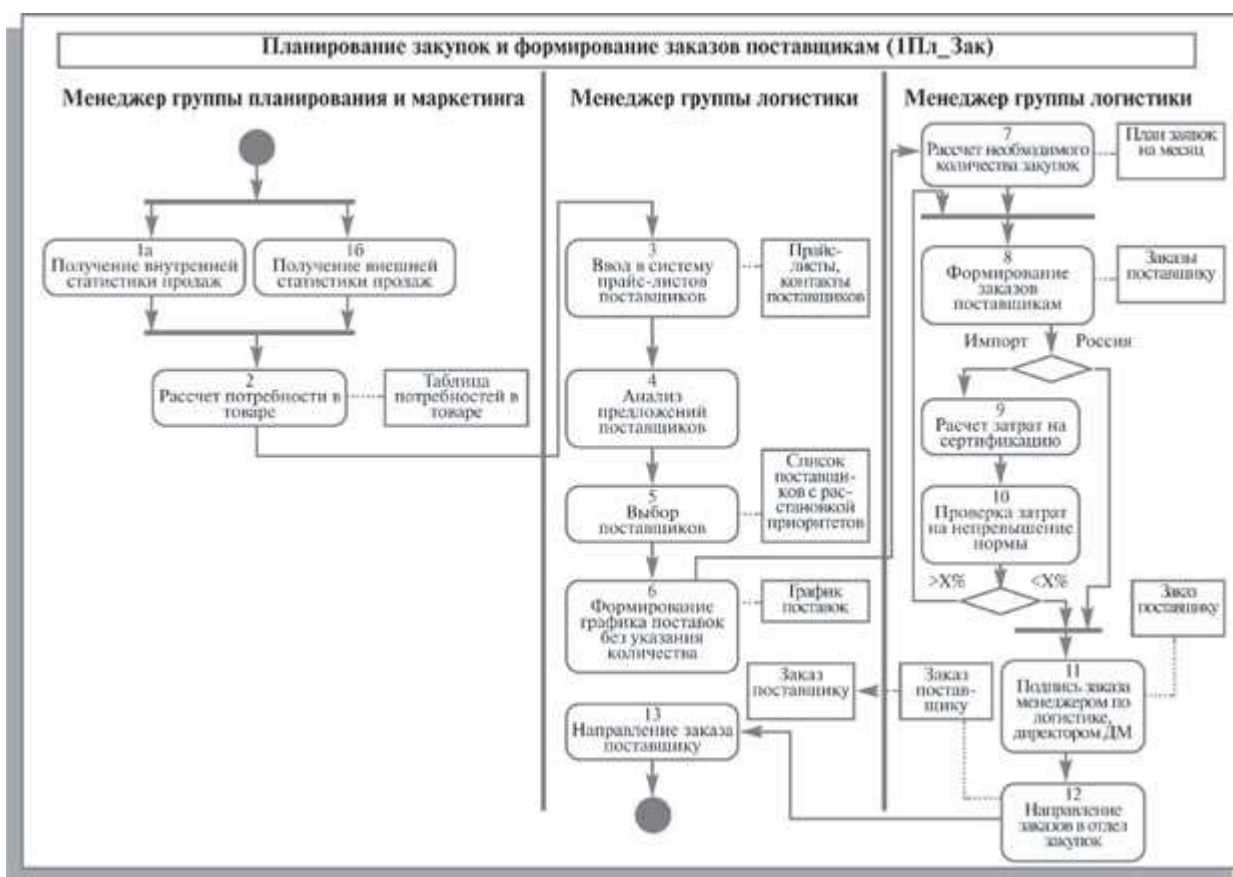 Планирование закупок и формирование заказов поставщикам (1Пл_Зак)
Менеджер группы планирования и маркетинга
1а
Получение внутренней
статистики продаж
1б
Получение внешней
статистики продаж
2
Рассчет потребности в
товаре
Таблица
потребностей в
товаре
Менеджер группы логистики
3
Ввод в систему
прайс-листов
поставщиков
Прайс-
листы,
контакты
поставщиков
4
Анализ
предложений
поставщиков
5
Выбор
поставщиков
Список
поставщи-
ков с рас-
становкой
приоритетов
6
Формирование
графика поставок
без указания
количества
График
поставок
Заказ
поставщику
13
Направление заказа
поставщику
Менеджер группы логистики
7
Рассчет необходимого
количества закупок
План заявок
на месяц
8
Формирование
заказов
поставщикам
Заказы
поставщику
Импорт
Россия
9
Расчет затрат на
сертификацию
10
Проверка затрат
на непревышение
нормы
>X%
<X%
Заказ
поставщику
Заказ
постав-
щику
11
Подпись заказа
менеджером по
логистике,
директором ДМ
12
Направление
заказов в отдел
закупок